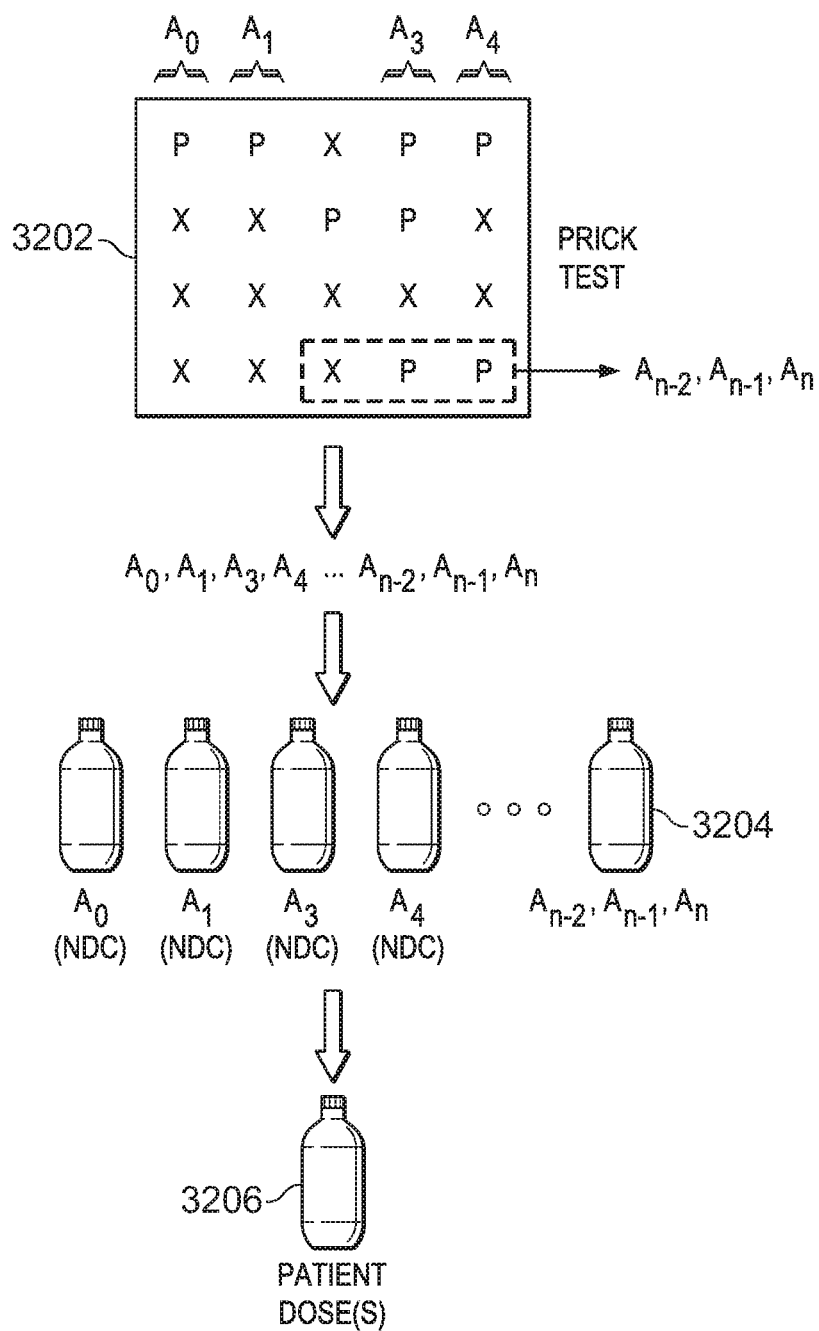 A0 A1 A3 A4
P P X P P
X X P P X
3202
PRICK
TEST
X X X X X
X X X P P
An-2, An-1, An
A0, A1, A3, A4 ... An-2, An-1, An
3204
A0 A1 A3 A4 An-2, An-1, An
(NDC) (NDC) (NDC) (NDC)
3206
PATIENT
DOSE(S)